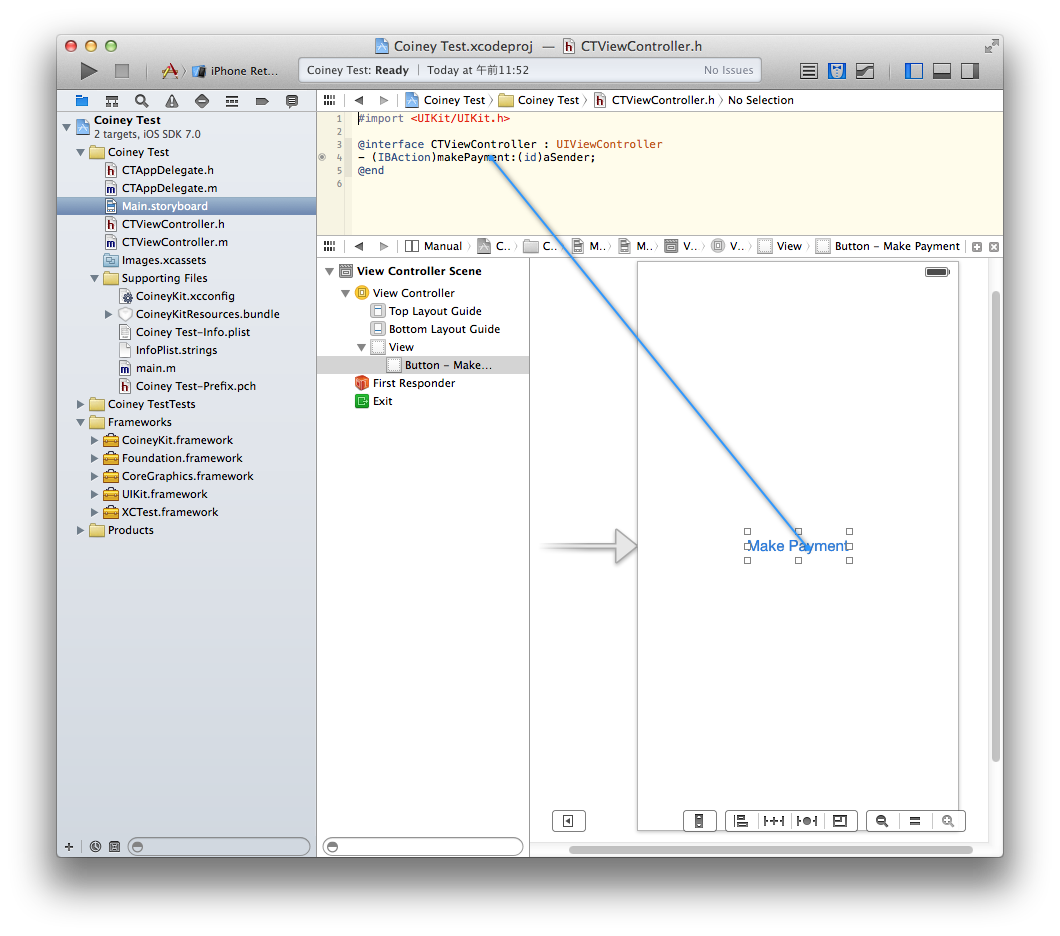 Coiney Test.xcodeproj — CTViewController.h
iPhone Ret...
Coiney Test: Ready | Today at 午前11:52
No Issues
Coiney Test
2 targets, iOS SDK 7.0
Coiney Test
CTAppDelegate.h
CTAppDelegate.m
Main.storyboard
CTViewController.h
CTViewController.m
Images.xcassets
Supporting Files
CoineyKit.xcconfig
CoineyKitResources.bundle
Coiney Test-Info.plist
InfoPlist.strings
main.m
Coiney Test-Prefix.pch
Coiney TestTests
Frameworks
CoineyKit.framework
Foundation.framework
CoreGraphics.framework
UIKit.framework
XCTest.framework
Products
Coiney Test 〉 Coiney Test 〉 CTViewController.h 〉 No Selection
1 #import <UIKit/UIKit.h>
2
3 @interface CTViewController : UIViewController
4 - (IBAction)makePayment:(id)aSender;
5 @end
6
Manual 〉 C.. 〉 C.. 〉 M.. 〉 M.. 〉 V.. 〉 V.. 〉 View 〉 Button - Make Payment
View Controller Scene
View Controller
Top Layout Guide
Bottom Layout Guide
View
Button - Make...
First Responder
Exit
Make Payment